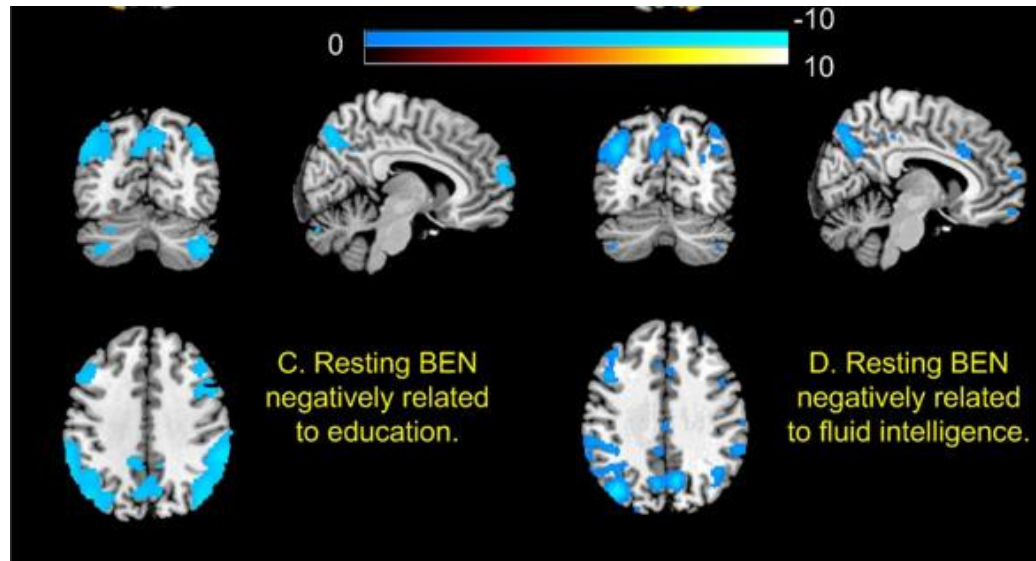 0
-10
10
C. Resting BEN
negatively related
to education.
D. Resting BEN
negatively related
to fluid intelligence.